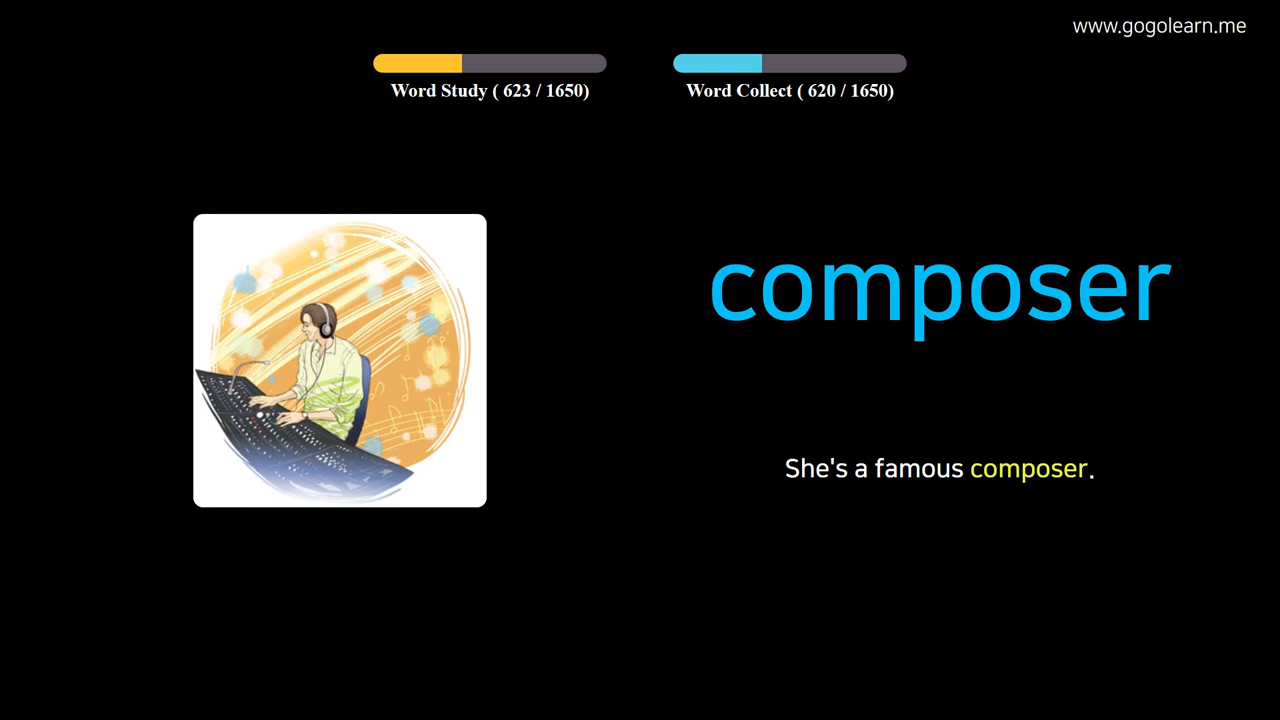 www.gogolearn.me
Word Study ( 623 / 1650)
Word Collect ( 620 / 1650)
composer
She's a famous composer.